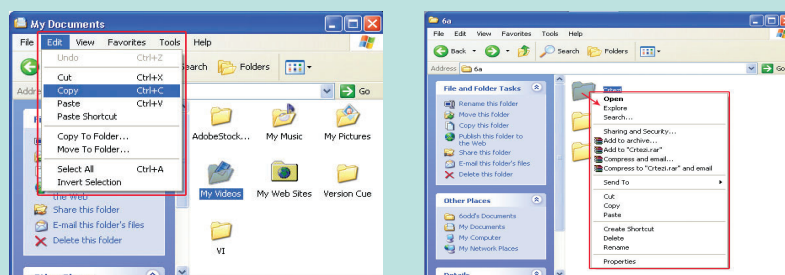 My Documents
File Edit View Favorites Tools Help
Undo Ctrl+Z
Cut Ctrl+X
Copy Ctrl+C
Paste Ctrl+V
Paste Shortcut
Copy To Folder...
Move To Folder...
Select All Ctrl+A
Invert Selection
Folders
Go
AdobeStock... My Music My Pictures
My Videos My Web Sites Version Cue
VI
the Web
Share this folder
E-mail this folder's files
Delete this folder
6a
File Edit View Favorites Tools Help
Back Search Folders
Address 6a Go
File and Folder Tasks
Rename this folder
Move this folder
Copy this folder
Publish this folder to
the Web
Share this folder
E-mail this folder's files
Delete this folder
Other Places
6odd's Documents
My Documents
My Computer
My Network Places
Details
Crtezi
Open
Explore
Search...
Sharing and Security...
Add to archive...
Add to "Crtezi.rar"
Compress and email...
Compress to "Crtezi.rar" and email
Send To
Cut
Copy
Paste
Create Shortcut
Delete
Rename
Properties